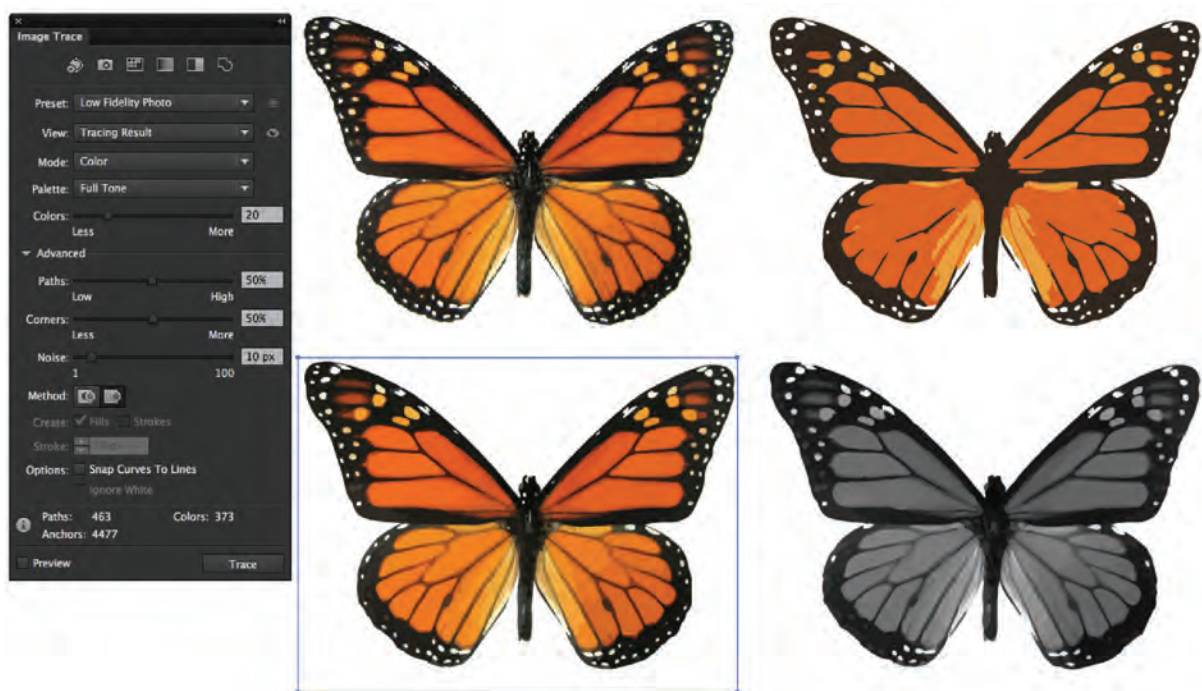 Image Trace
Preset: Low Fidelity Photo
View: Tracing Result
Mode: Color
Palette: Full Tone
Colors: 20
Less More
Advanced
Paths: 50%
Low High
Corners: 50%
Less More
Noise: 10 px
1 100
Method:
Create: Fills Strokes
Stroke:
Options: Snap Curves To Lines
Ignore White
Paths: 463 Colors: 373
Anchors: 4477
Preview Trace